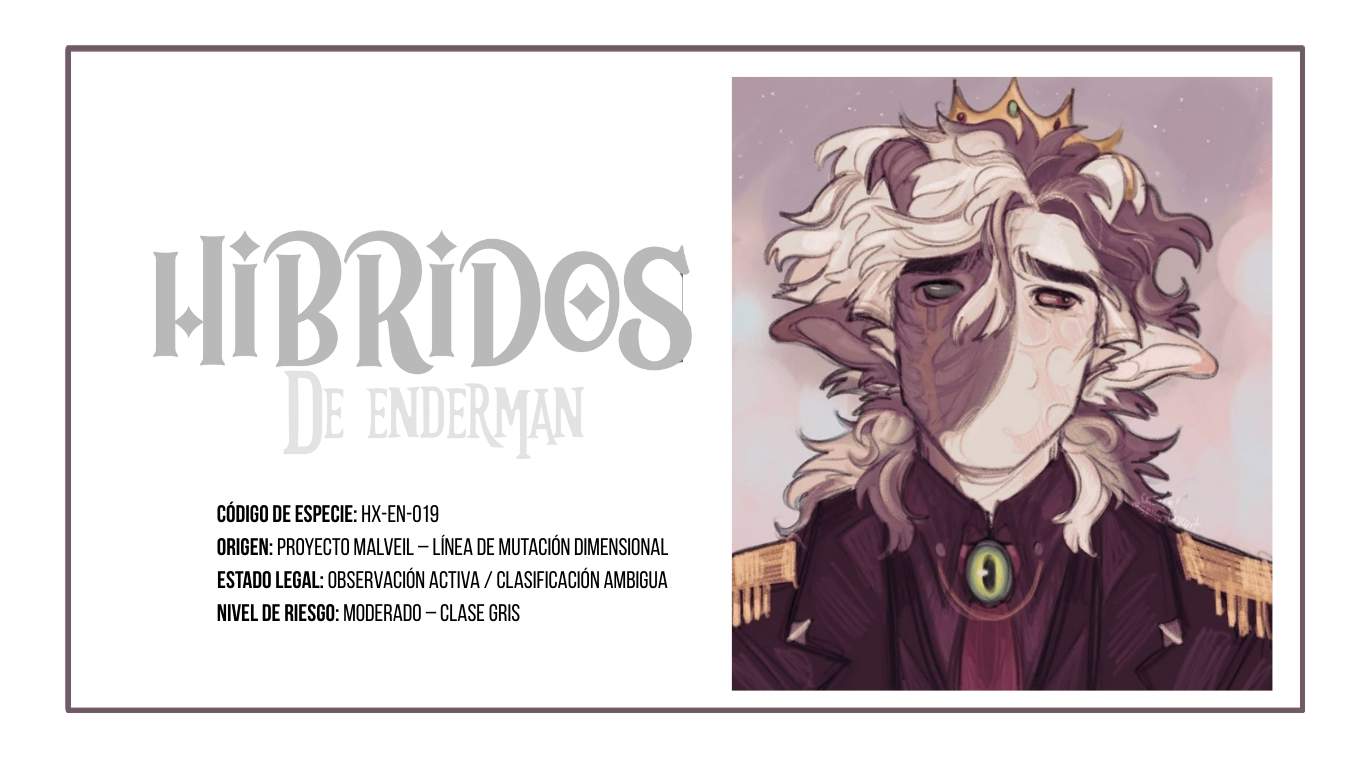 HÍBRIDOS
DE ENDERMAN
CÓDIGO DE ESPECIE: HX-EN-019
ORIGEN: PROYECTO MALVEIL – LÍNEA DE MUTACIÓN DIMENSIONAL
ESTADO LEGAL: OBSERVACIÓN ACTIVA / CLASIFICACIÓN AMBIGUA
NIVEL DE RIESGO: MODERADO – CLASE GRIS